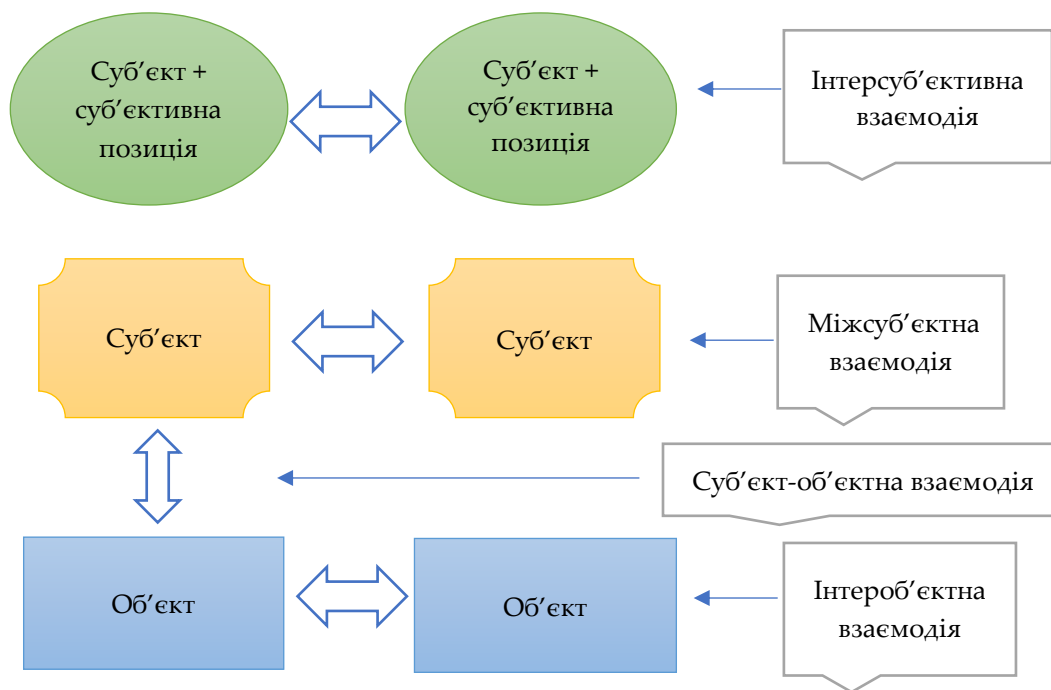 Суб’єкт +
суб’єктивна
позиція
Суб’єкт +
суб’єктивна
позиція
Інтерсуб’єктивна
взаємодія
Суб’єкт
Суб’єкт
Міжсуб’єктна
взаємодія
Суб’єкт-об’єктна взаємодія
Об’єкт
Об’єкт
Інтероб’єктна
взаємодія